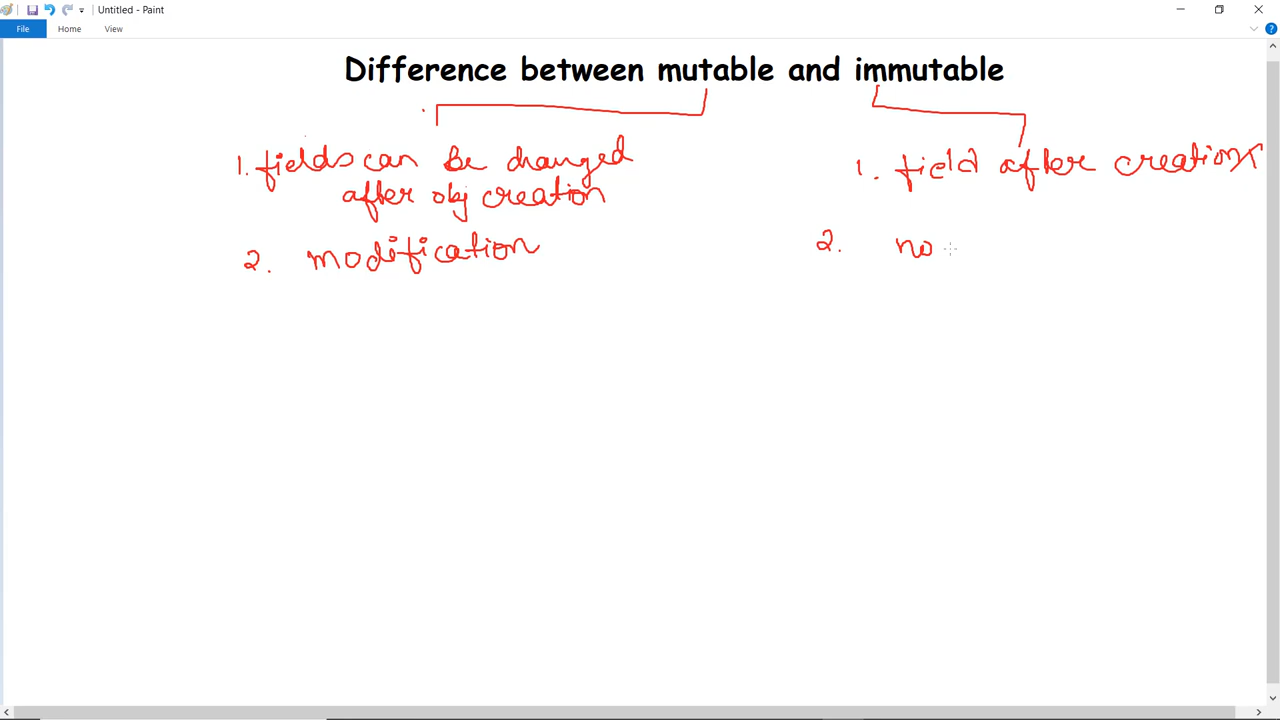 Untitled - Paint
File Home View
Difference between mutable and immutable
1. fields can be changed
after obj creation
1. field after creation x
2. modification
2. no